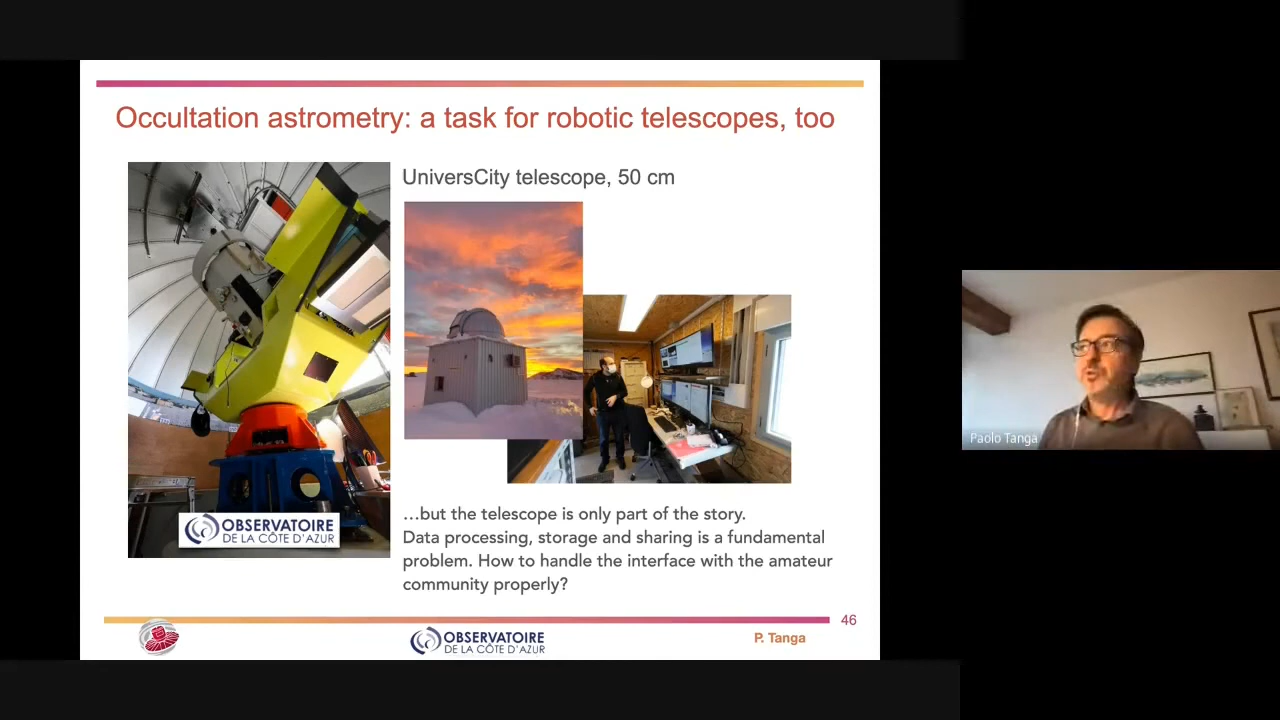 Occultation astrometry: a task for robotic telescopes, too
UniversCity telescope, 50 cm
OBSERVATOIRE
DE LA CÔTE D'AZUR
…but the telescope is only part of the story.
Data processing, storage and sharing is a fundamental
problem. How to handle the interface with the amateur
community properly?
46
OBSERVATOIRE
DE LA CÔTE D'AZUR
P. Tanga
Paolo Tanga